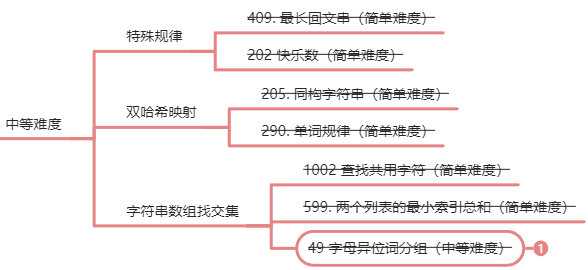 中等难度
特殊规律
409. 最长回文串（简单难度）
202 快乐数（简单难度）
双哈希映射
205. 同构字符串（简单难度）
290. 单词规律（简单难度）
字符串数组找交集
1002 查找共用字符（简单难度）
599. 两个列表的最小索引总和（简单难度）
49 字母异位词分组（中等难度）
1